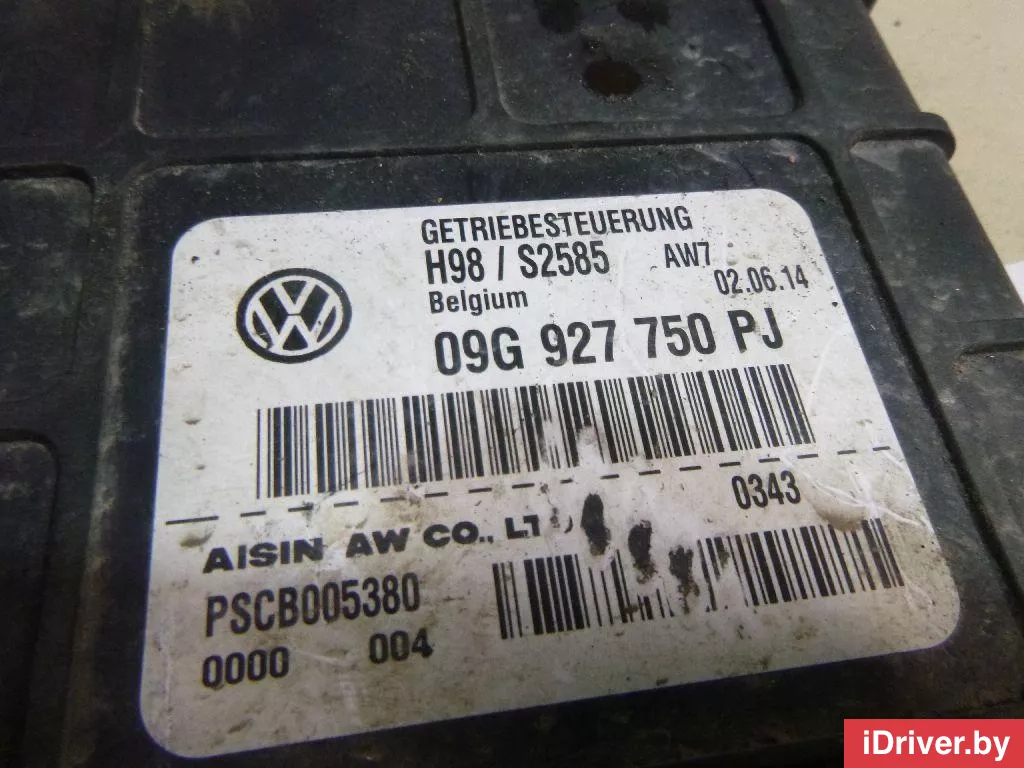 GETRIEBESTEUERUNG
H98 / S2585 AW7
Belgium 02.06.14
09G 927 750 PJ
0343
AISIN AW CO.,
PSCB005380
0000 004
iDriver.by